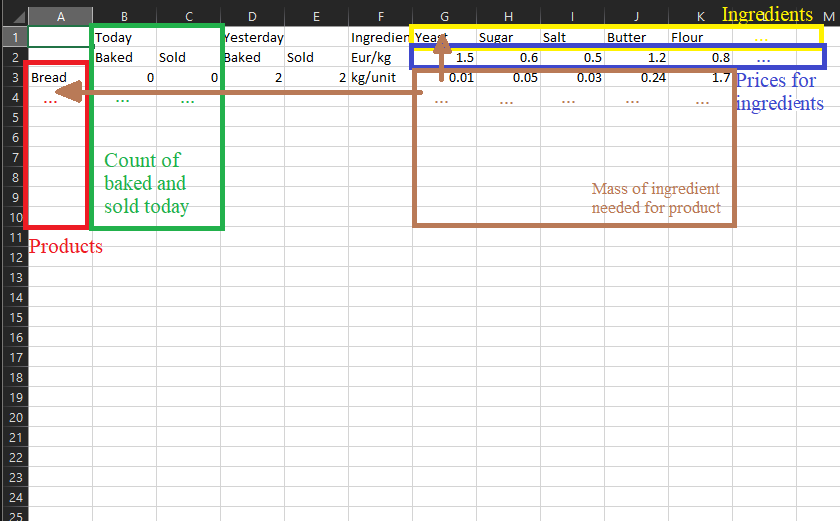 Ingredients
A B C D E F G H I J K M
1 Today Yesterday Ingredien Yeast Sugar Salt Butter Flour ...
2 Baked Sold Baked Sold Eur/kg 1.5 0.6 0.5 1.2 0.8 ...
3 Bread 0 0 2 2 kg/unit 0.01 0.05 0.03 0.24 1.7
Prices for
ingredients
4 ... ... ... ... ... ... ... ...
5
6
7
Count of
baked and
sold today
8
9
Mass of ingredient
needed for product
10
11
Products
12
13
14
15
16
17
18
19
20
21
22
23
24
25